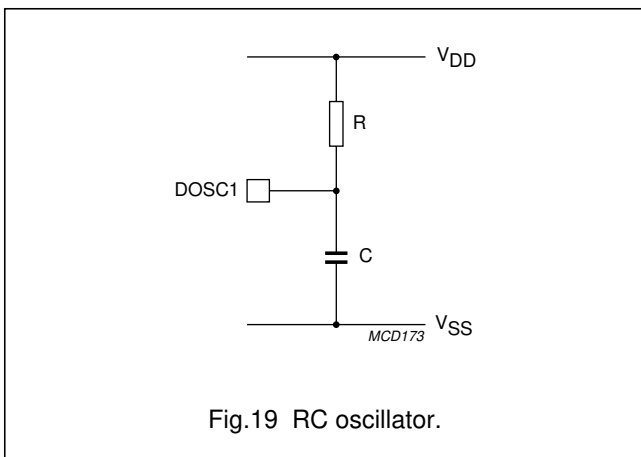 VDD
R
DOSC1
C
VSS
MCD173
Fig.19 RC oscillator.